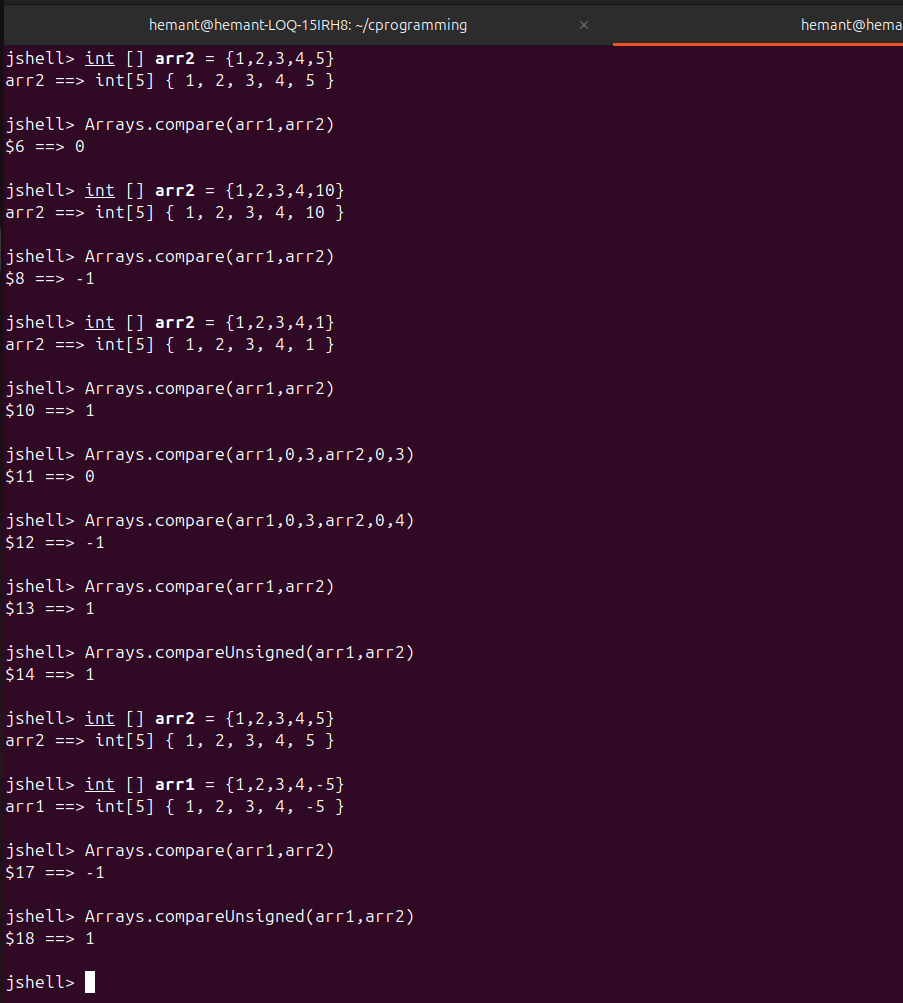 hemant@hemant-LOQ-15IRH8: ~/cprogramming × hemant@hema
jshell> int [] arr2 = {1,2,3,4,5}
arr2 ==> int[5] { 1, 2, 3, 4, 5 }
jshell> Arrays.compare(arr1,arr2)
$6 ==> 0
jshell> int [] arr2 = {1,2,3,4,10}
arr2 ==> int[5] { 1, 2, 3, 4, 10 }
jshell> Arrays.compare(arr1,arr2)
$8 ==> -1
jshell> int [] arr2 = {1,2,3,4,1}
arr2 ==> int[5] { 1, 2, 3, 4, 1 }
jshell> Arrays.compare(arr1,arr2)
$10 ==> 1
jshell> Arrays.compare(arr1,0,3,arr2,0,3)
$11 ==> 0
jshell> Arrays.compare(arr1,0,3,arr2,0,4)
$12 ==> -1
jshell> Arrays.compare(arr1,arr2)
$13 ==> 1
jshell> Arrays.compareUnsigned(arr1,arr2)
$14 ==> 1
jshell> int [] arr2 = {1,2,3,4,5}
arr2 ==> int[5] { 1, 2, 3, 4, 5 }
jshell> int [] arr1 = {1,2,3,4,-5}
arr1 ==> int[5] { 1, 2, 3, 4, -5 }
jshell> Arrays.compare(arr1,arr2)
$17 ==> -1
jshell> Arrays.compareUnsigned(arr1,arr2)
$18 ==> 1
jshell>